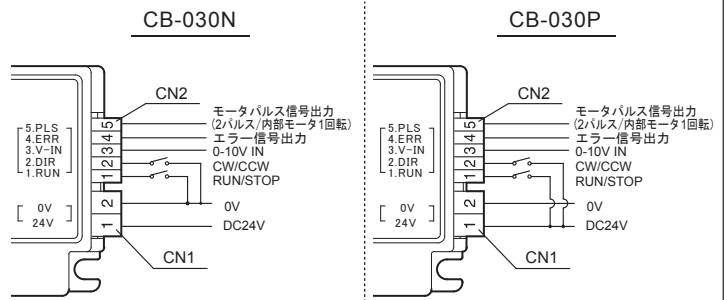 CB-030N
CN2
5.PLS
4.ERR
3.V-IN
2.DIR
1.RUN
0V
24V
5
4
3
2
1
2
1
モータパルス信号出力
(2パルス/内部モータ1回転)
エラー信号出力
0-10V IN
CW/CCW
RUN/STOP
0V
DC24V
CN1
CB-030P
CN2
5.PLS
4.ERR
3.V-IN
2.DIR
1.RUN
0V
24V
5
4
3
2
1
2
1
モータパルス信号出力
(2パルス/内部モータ1回転)
エラー信号出力
0-10V IN
CW/CCW
RUN/STOP
0V
DC24V
CN1